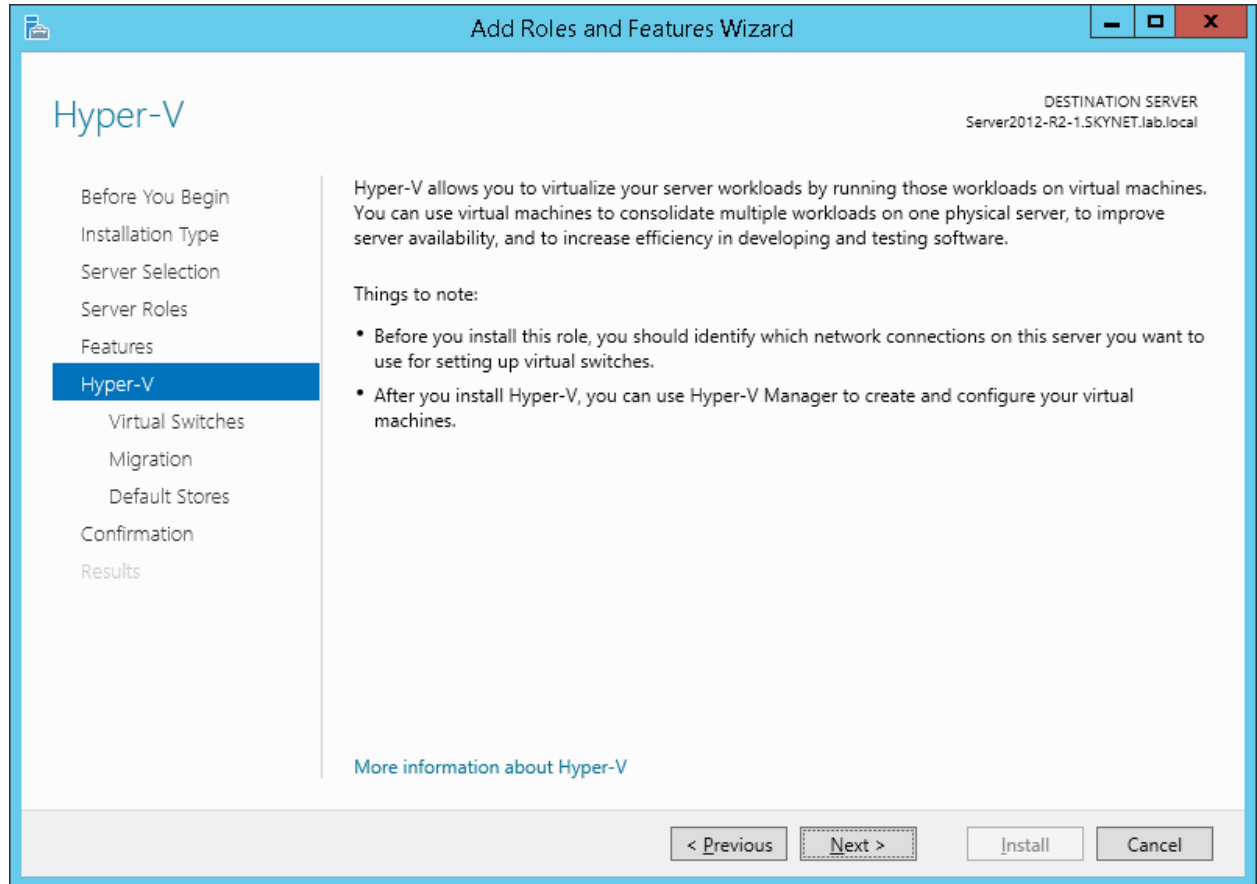 Add Roles and Features Wizard
Hyper-V
DESTINATION SERVER
Server2012-R2-1.SKYNET.lab.local
Before You Begin
Installation Type
Server Selection
Server Roles
Features
Hyper-V
Virtual Switches
Migration
Default Stores
Confirmation
Results
Hyper-V allows you to virtualize your server workloads by running those workloads on virtual machines.
You can use virtual machines to consolidate multiple workloads on one physical server, to improve
server availability, and to increase efficiency in developing and testing software.
Things to note:
• Before you install this role, you should identify which network connections on this server you want to
use for setting up virtual switches.
• After you install Hyper-V, you can use Hyper-V Manager to create and configure your virtual
machines.
More information about Hyper-V
< Previous
Next >
Install
Cancel